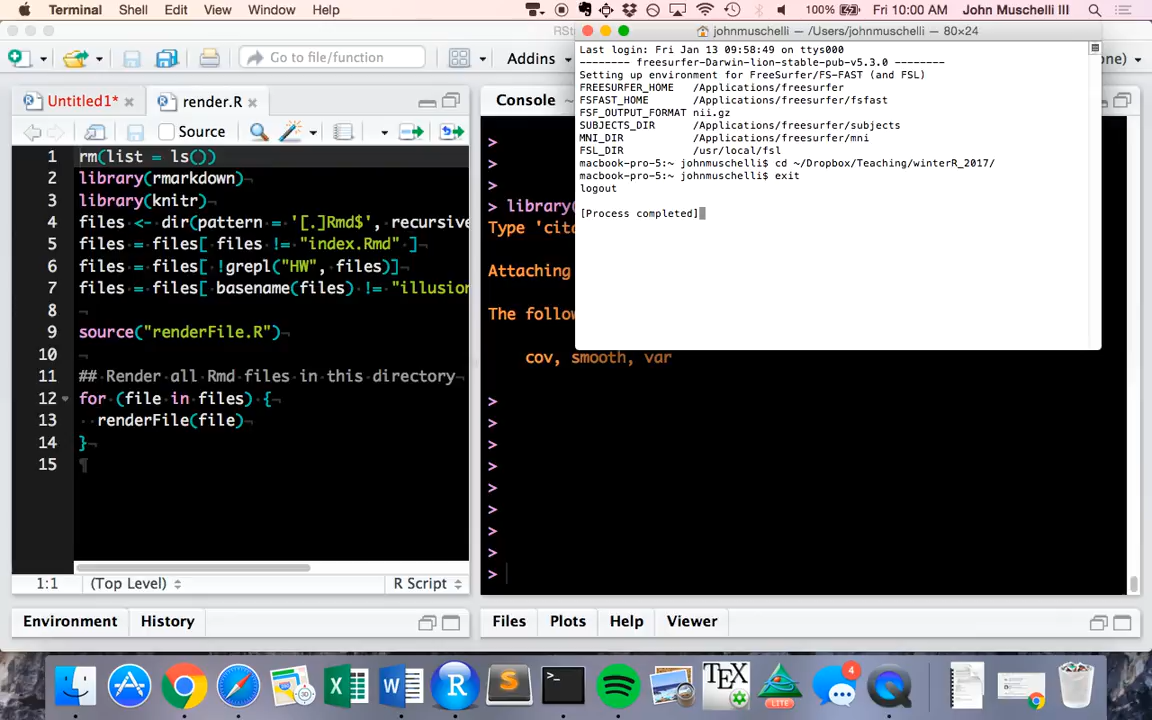 Terminal Shell Edit View Window Help 100% Fri 10:00 AM John Muschelli III
Go to file/function Addins
johnmuschelli — /Users/johnmuschelli — 80×24
Last login: Fri Jan 13 09:58:49 on ttys000
-------- freesurfer-Darwin-lion-stable-pub-v5.3.0 --------
Setting up environment for FreeSurfer/FS-FAST (and FSL)
FREESURFER_HOME /Applications/freesurfer
FSFAST_HOME /Applications/freesurfer/fsfast
FSF_OUTPUT_FORMAT nii.gz
SUBJECTS_DIR /Applications/freesurfer/subjects
MNI_DIR /Applications/freesurfer/mni
FSL_DIR /usr/local/fsl
macbook-pro-5:~ johnmuschelli$ cd ~/Dropbox/Teaching/winterR_2017/
macbook-pro-5:~ johnmuschelli$ exit
logout
[Process completed]
Untitled1* render.R
Source
1 rm(list = ls())
2 library(rmarkdown)
3 library(knitr)
4 files <- dir(pattern = '[.]Rmd$', recursive
5 files = files[ files != "index.Rmd" ]
6 files = files[ !grepl("HW", files)]
7 files = files[ basename(files) != "illusion
8
9 source("renderFile.R")
10
11 ## Render all Rmd files in this directory
12 for (file in files) {
13 renderFile(file)
14 }
15
1:1 (Top Level) R Script
Environment History
Console ~
>
>
>
> library(
Type 'cita
Attaching
The follow
cov, smooth, var
>
>
>
>
>
>
>
>
>
Files Plots Help Viewer
30 X W R S >_ TEX LITE 4